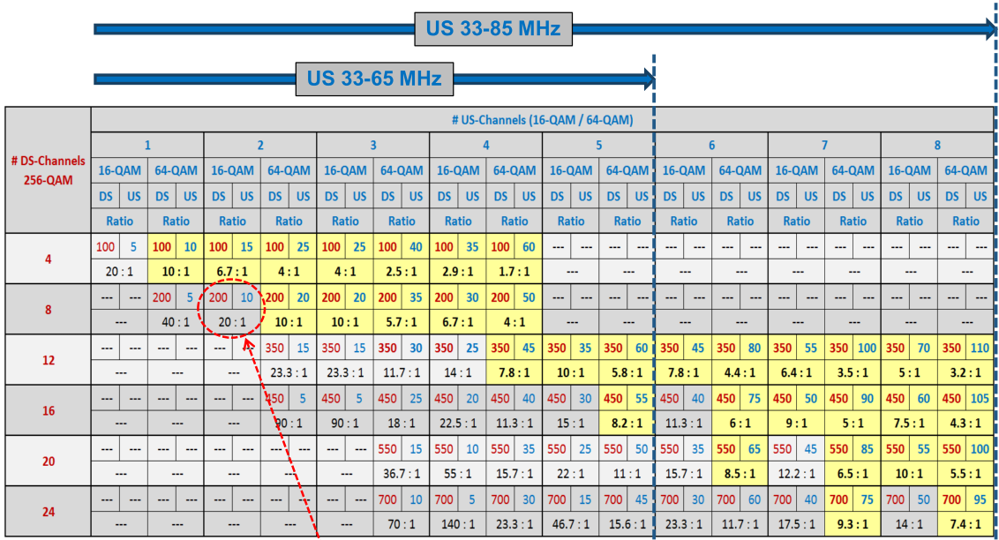 US 33-85 MHz
US 33-65 MHz
# DS-Channels 256-QAM
# US-Channels (16-QAM / 64-QAM)
1 2 3 4 5 6 7 8
16-QAM 64-QAM 16-QAM 64-QAM 16-QAM 64-QAM 16-QAM 64-QAM 16-QAM 64-QAM 16-QAM 64-QAM 16-QAM 64-QAM 16-QAM 64-QAM
DS US DS US DS US DS US DS US DS US DS US DS US DS US DS US DS US DS US DS US DS US DS US DS US
Ratio Ratio Ratio Ratio Ratio Ratio Ratio Ratio Ratio Ratio Ratio Ratio Ratio Ratio Ratio Ratio
4
100 5 100 10 100 15 100 25 100 25 100 40 100 35 100 60 --- --- --- --- --- --- --- --- --- --- --- --- --- --- --- ---
20 : 1 10 : 1 6.7 : 1 4 : 1 4 : 1 2.5 : 1 2.9 : 1 1.7 : 1 --- --- --- --- --- --- --- ---
8
--- --- 200 5 200 10 200 20 200 20 200 35 200 30 200 50 --- --- --- --- --- --- --- --- --- --- --- --- --- --- --- ---
--- 40 : 1 20 : 1 10 : 1 10 : 1 5.7 : 1 6.7 : 1 4 : 1 --- --- --- --- --- --- --- ---
12
--- --- --- --- --- --- 350 15 350 15 350 30 350 25 350 45 350 35 350 60 350 45 350 80 350 55 350 100 350 70 350 110
--- --- --- 23.3 : 1 23.3 : 1 11.7 : 1 14 : 1 7.8 : 1 10 : 1 5.8 : 1 7.8 : 1 4.4 : 1 6.4 : 1 3.5 : 1 5 : 1 3.2 : 1
16
--- --- --- --- --- --- 450 5 450 5 450 25 450 20 450 40 450 30 450 55 450 40 450 75 450 50 450 90 450 60 450 105
--- --- --- 90 : 1 90 : 1 18 : 1 22.5 : 1 11.3 : 1 15 : 1 8.2 : 1 11.3 : 1 6 : 1 9 : 1 5 : 1 7.5 : 1 4.3 : 1
20
--- --- --- --- --- --- --- --- --- --- 550 15 550 10 550 35 550 25 550 50 550 35 550 65 550 45 550 85 550 55 550 100
--- --- --- --- --- 36.7 : 1 55 : 1 15.7 : 1 22 : 1 11 : 1 15.7 : 1 8.5 : 1 12.2 : 1 6.5 : 1 10 : 1 5.5 : 1
24
--- --- --- --- --- --- --- --- --- --- 700 10 700 5 700 30 700 15 700 45 700 30 700 60 700 40 700 75 700 50 700 95
--- --- --- --- --- 70 : 1 140 : 1 23.3 : 1 46.7 : 1 15.6 : 1 23.3 : 1 11.7 : 1 17.5 : 1 9.3 : 1 14 : 1 7.4 : 1